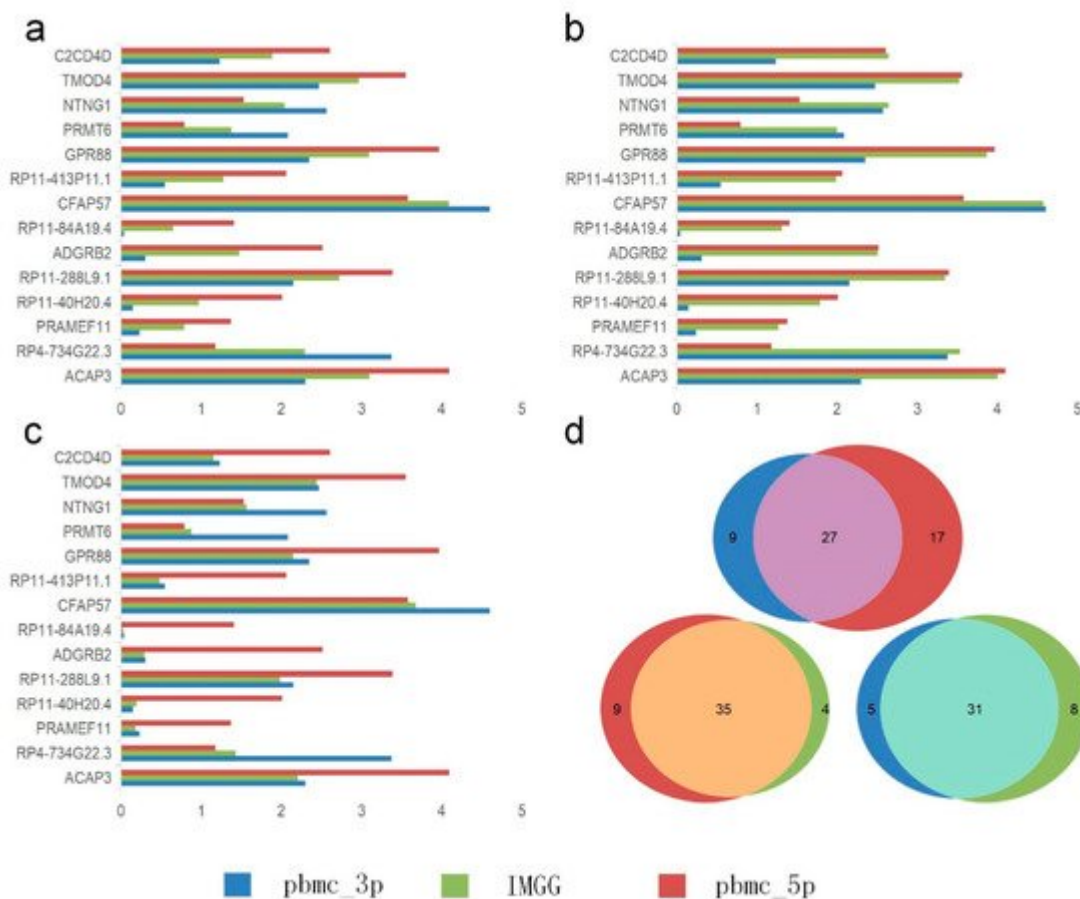 a
C2CD4D
TMOD4
NTNG1
PRMT6
GPR88
RP11-413P11.1
CFAP57
RP11-84A19.4
ADGRB2
RP11-288L9.1
RP11-40H20.4
PRAMEF11
RP4-734G22.3
ACAP3
0 1 2 3 4 5
b
C2CD4D
TMOD4
NTNG1
PRMT6
GPR88
RP11-413P11.1
CFAP57
RP11-84A19.4
ADGRB2
RP11-288L9.1
RP11-40H20.4
PRAMEF11
RP4-734G22.3
ACAP3
0 1 2 3 4 5
c
C2CD4D
TMOD4
NTNG1
PRMT6
GPR88
RP11-413P11.1
CFAP57
RP11-84A19.4
ADGRB2
RP11-288L9.1
RP11-40H20.4
PRAMEF11
RP4-734G22.3
ACAP3
0 1 2 3 4 5
d
9 27 17
9 35 4
5 31 8
pbmc_3p IMGG pbmc_5p